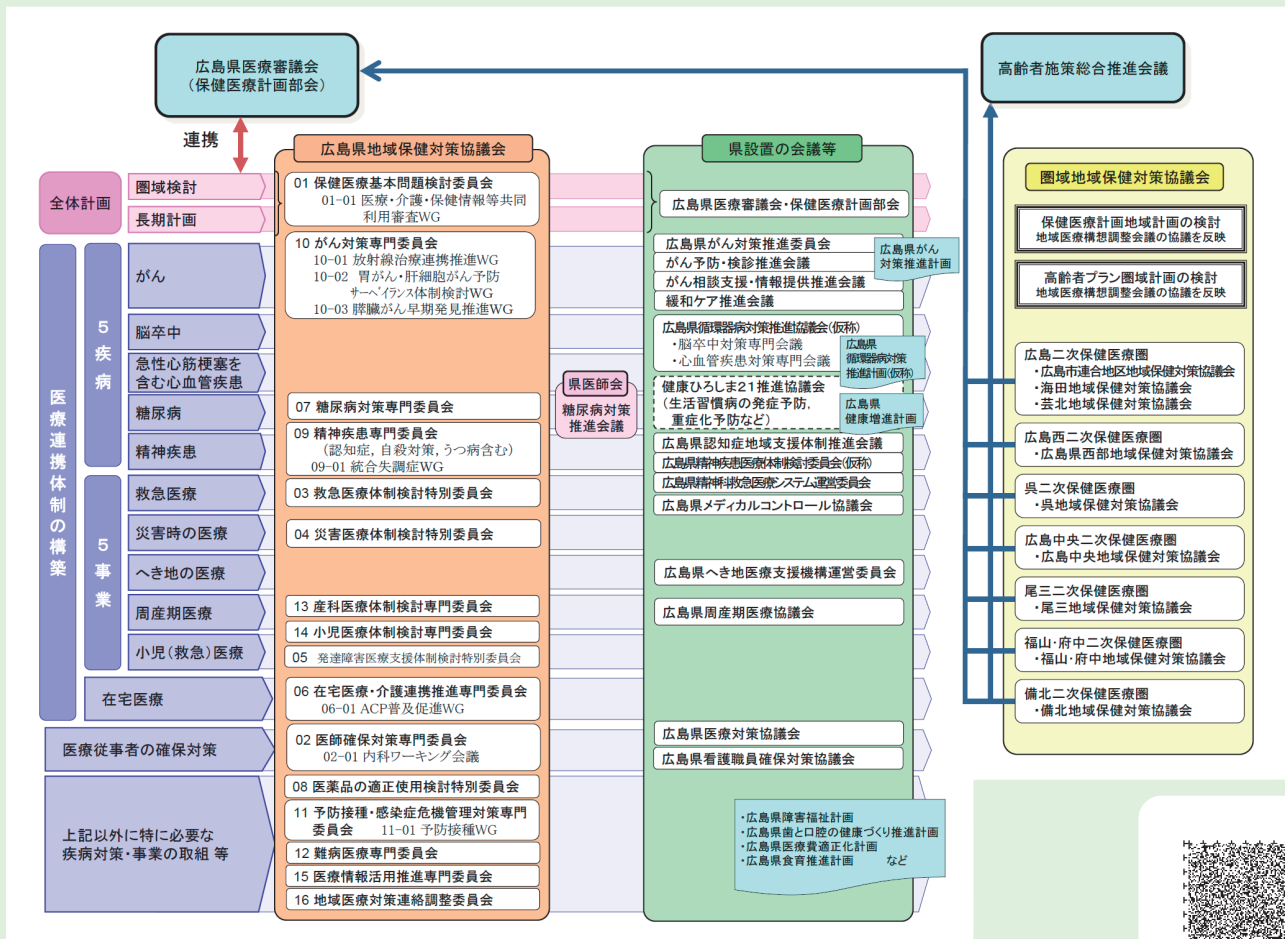 広島県医療審議会
（保健医療計画部会）
高齢者施策総合推進会議
連携
広島県地域保健対策協議会
県設置の会議等
圏域地域保健対策協議会
全体計画
圏域検討
長期計画
01 保健医療基本問題検討委員会
01-01 医療・介護・保健情報等共同
利用審査WG
広島県医療審議会・保健医療計画部会
保健医療計画地域計画の検討
地域医療構想調整会議の協議を反映
高齢者プラン圏域計画の検討
地域医療構想調整会議の協議を反映
医療連携体制の構築
5疾病
がん
10 がん対策専門委員会
10-01 放射線治療連携推進WG
10-02 胃がん・肝細胞がん予防
サーベイランス体制検討WG
10-03 膵臓がん早期発見推進WG
広島県がん対策推進委員会
がん予防・検診推進会議
がん相談支援・情報提供推進会議
緩和ケア推進会議
広島県がん
対策推進計画
脳卒中
急性心筋梗塞を
含む心血管疾患
広島県循環器病対策推進協議会（仮称）
・脳卒中対策専門会議
・心血管疾患対策専門会議
広島県
循環器病対策
推進計画（仮称）
糖尿病
07 糖尿病対策専門委員会
県医師会
糖尿病対策
推進会議
健康ひろしま21推進協議会
（生活習慣病の発症予防，
重症化予防など）
広島県
健康増進計画
精神疾患
09 精神疾患専門委員会
（認知症，自殺対策，うつ病含む）
09-01 統合失調症WG
広島県認知症地域支援体制推進会議
広島県精神疾患医療体制検討委員会（仮称）
広島県精神科救急医療システム運営委員会
5事業
救急医療
03 救急医療体制検討特別委員会
広島県メディカルコントロール協議会
災害時の医療
04 災害医療体制検討特別委員会
へき地の医療
広島県へき地医療支援機構運営委員会
周産期医療
13 産科医療体制検討専門委員会
広島県周産期医療協議会
小児（救急）医療
14 小児医療体制検討専門委員会
05 発達障害医療支援体制検討特別委員会
在宅医療
06 在宅医療・介護連携推進専門委員会
06-01 ACP普及促進WG
医療従事者の確保対策
02 医師確保対策専門委員会
02-01 内科ワーキング会議
広島県医療対策協議会
広島県看護職員確保対策協議会
上記以外に特に必要な
疾病対策・事業の取組 等
08 医薬品の適正使用検討特別委員会
11 予防接種・感染症危機管理対策専門
委員会 11-01 予防接種WG
12 難病医療専門委員会
15 医療情報活用推進専門委員会
16 地域医療対策連絡調整委員会
・広島県障害福祉計画
・広島県歯と口腔の健康づくり推進計画
・広島県医療費適正化計画
・広島県食育推進計画 など
広島二次保健医療圏
・広島市連合地区地域保健対策協議会
・海田地域保健対策協議会
・芸北地域保健対策協議会
広島西二次保健医療圏
・広島県西部地域保健対策協議会
呉二次保健医療圏
・呉地域保健対策協議会
広島中央二次保健医療圏
・広島中央地域保健対策協議会
尾三二次保健医療圏
・尾三地域保健対策協議会
福山・府中二次保健医療圏
・福山・府中地域保健対策協議会
備北二次保健医療圏
・備北地域保健対策協議会